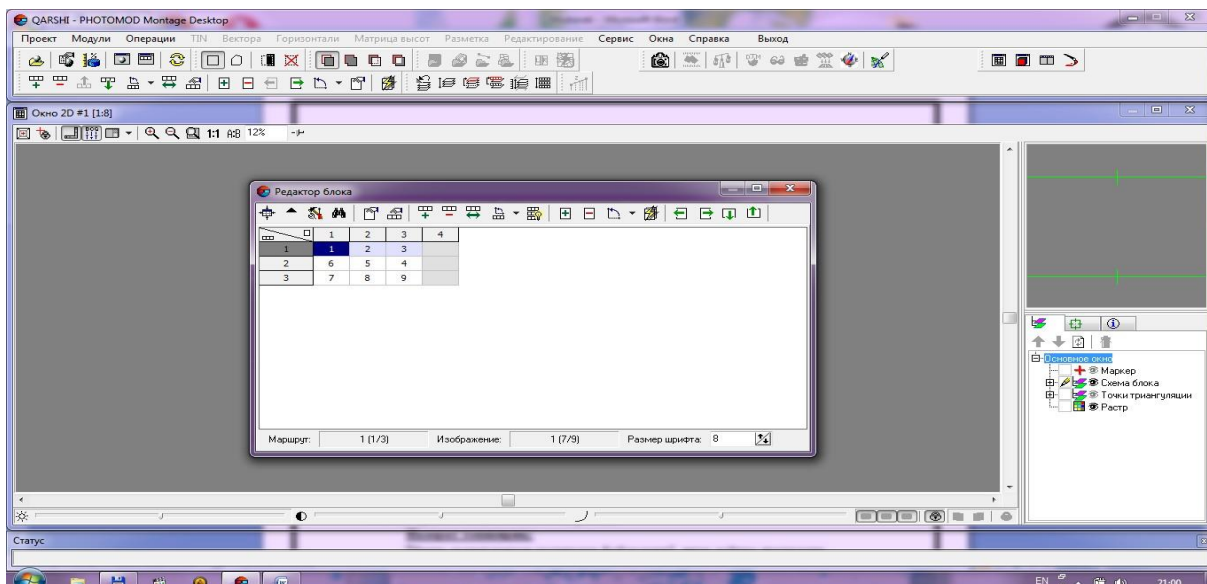 QARSHI - PHOTOMOD Montage Desktop
Проект Модули Операции TIN Вектора Горизонтали Матрица высот Разметка Редактирование Сервис Окна Справка Выход
Окно 2D #1 [1:8]
1:1 A:B 12%
Редактор блока
1 2 3 4
1 1 2 3
2 6 5 4
3 7 8 9
Маршрут: 1 (1/3) Изображение: 1 (7/9) Размер шрифта: 8
Основное окно
Маркер
Схема блока
Точки триангуляции
Растр
Статус
EN 21:00